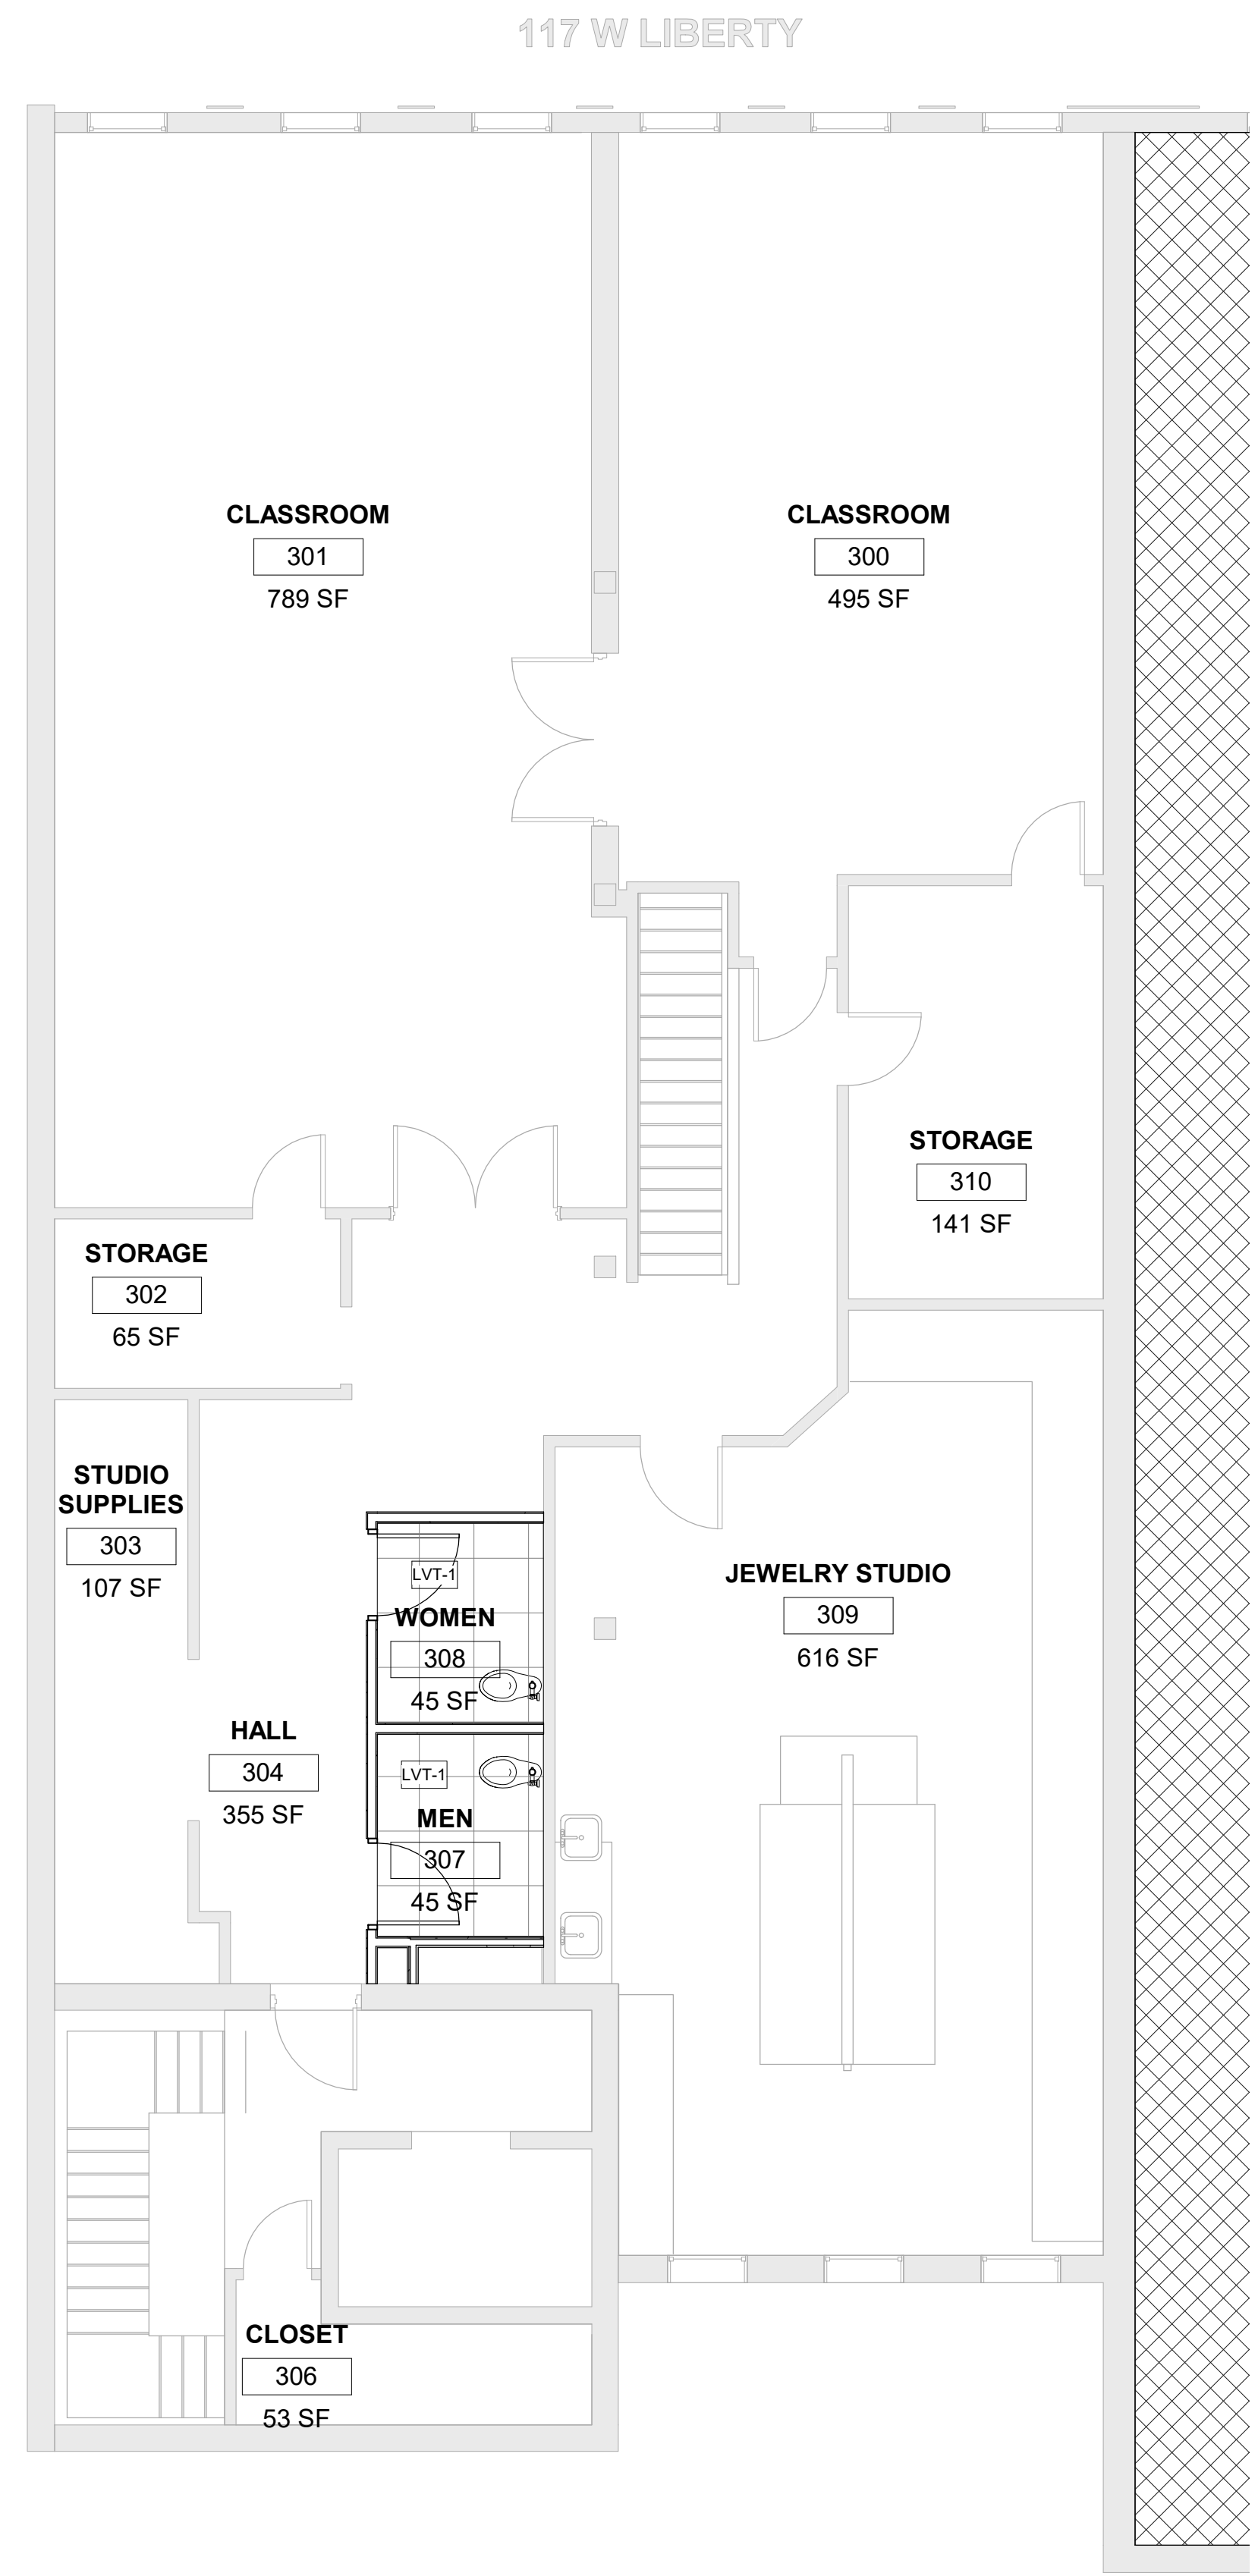 117 W LIBERTY
CLASSROOM
301
789 SF
CLASSROOM
300
495 SF
STORAGE
310
141 SF
STORAGE
302
65 SF
STUDIO
SUPPLIES
303
107 SF
LVT-1
WOMEN
308
45 SF
JEWELRY STUDIO
309
616 SF
HALL
304
355 SF
LVT-1
MEN
307
45 SF
CLOSET
306
53 SF